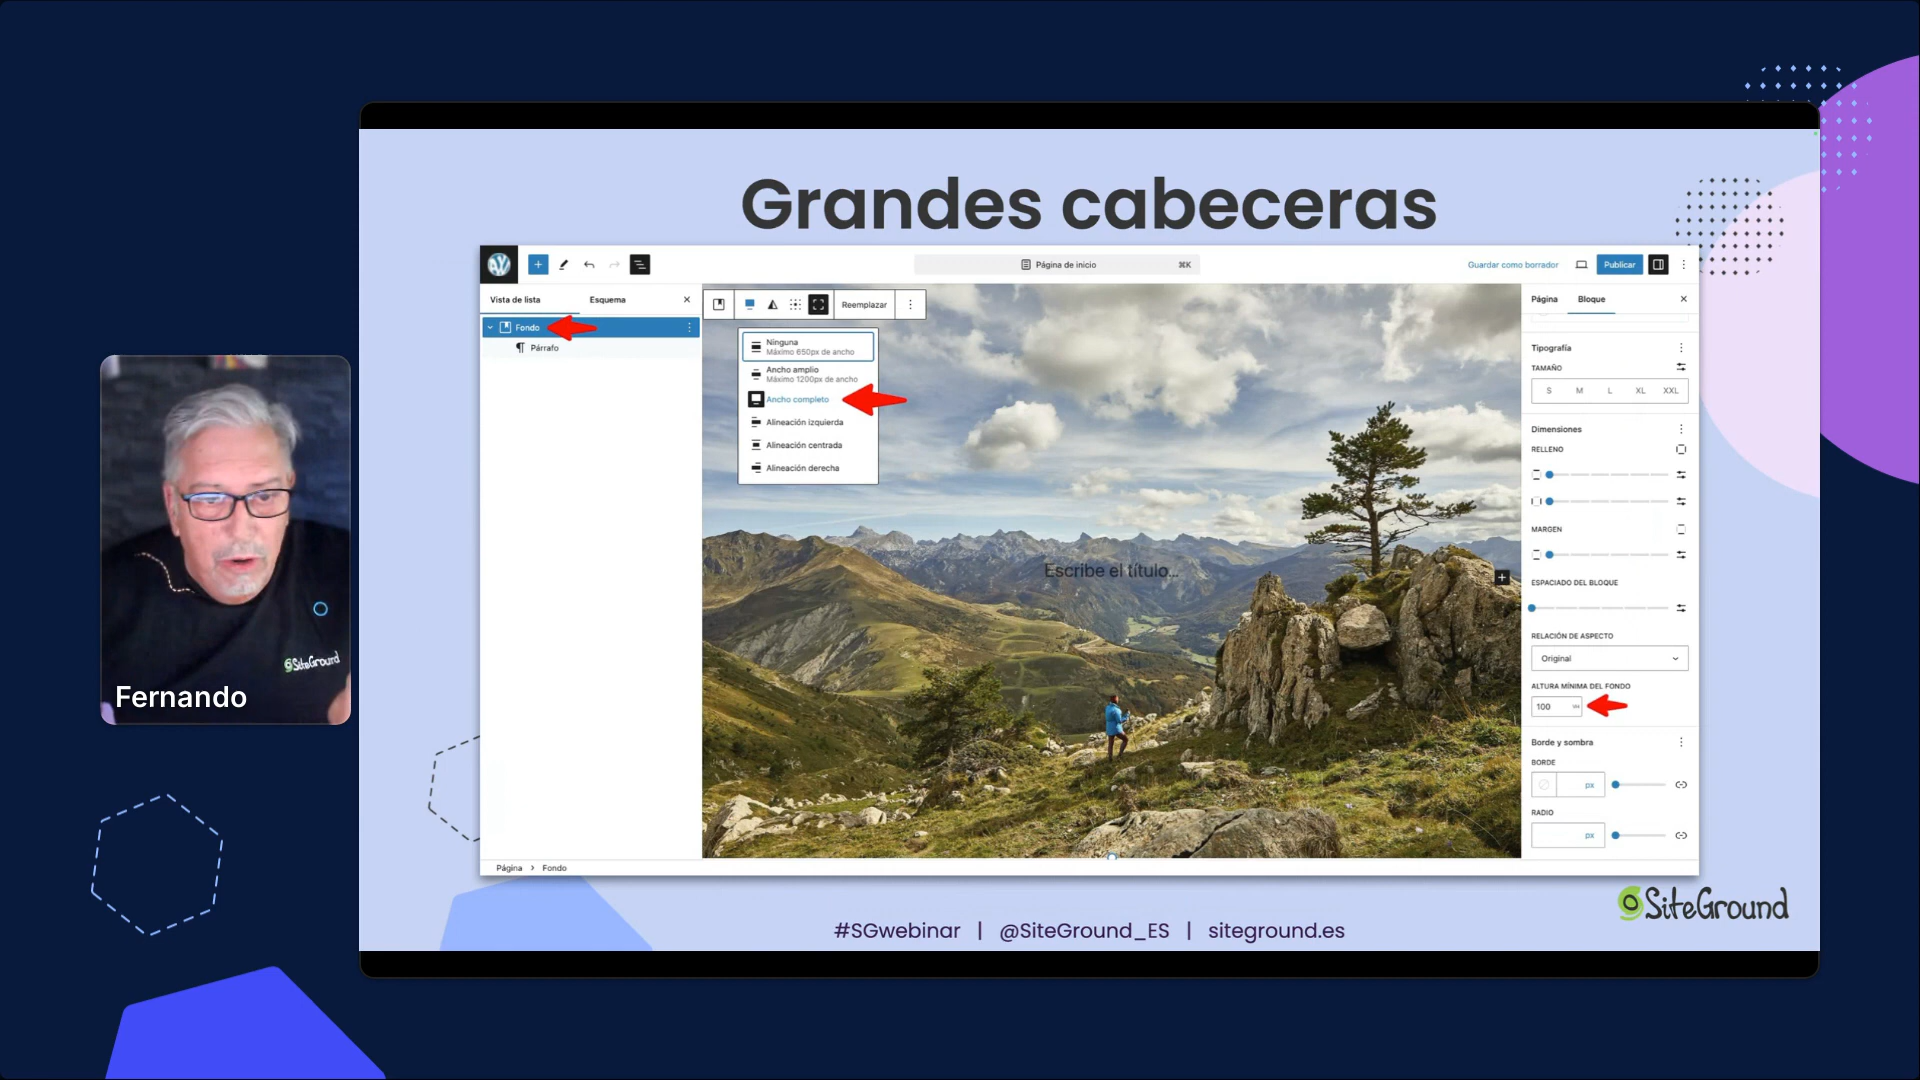 Grandes cabeceras
Página de inicio
⌘K
Guardar como borrador
Publicar
Vista de lista
Esquema
Fondo
Párrafo
Reemplazar
Ninguna
Máximo 650px de ancho
Ancho amplio
Máximo 1200px de ancho
Ancho completo
Alineación izquierda
Alineación centrada
Alineación derecha
Escribe el título...
Página
Bloque
Tipografía
TAMAÑO
S M L XL XXL
Dimensiones
RELLENO
MARGEN
ESPACIADO DEL BLOQUE
RELACIÓN DE ASPECTO
Original
ALTURA MÍNIMA DEL FONDO
100
Borde y sombra
BORDE
px
RADIO
px
Página > Fondo
SiteGround
Fernando
SiteGround
#SGwebinar | @SiteGround_ES | siteground.es